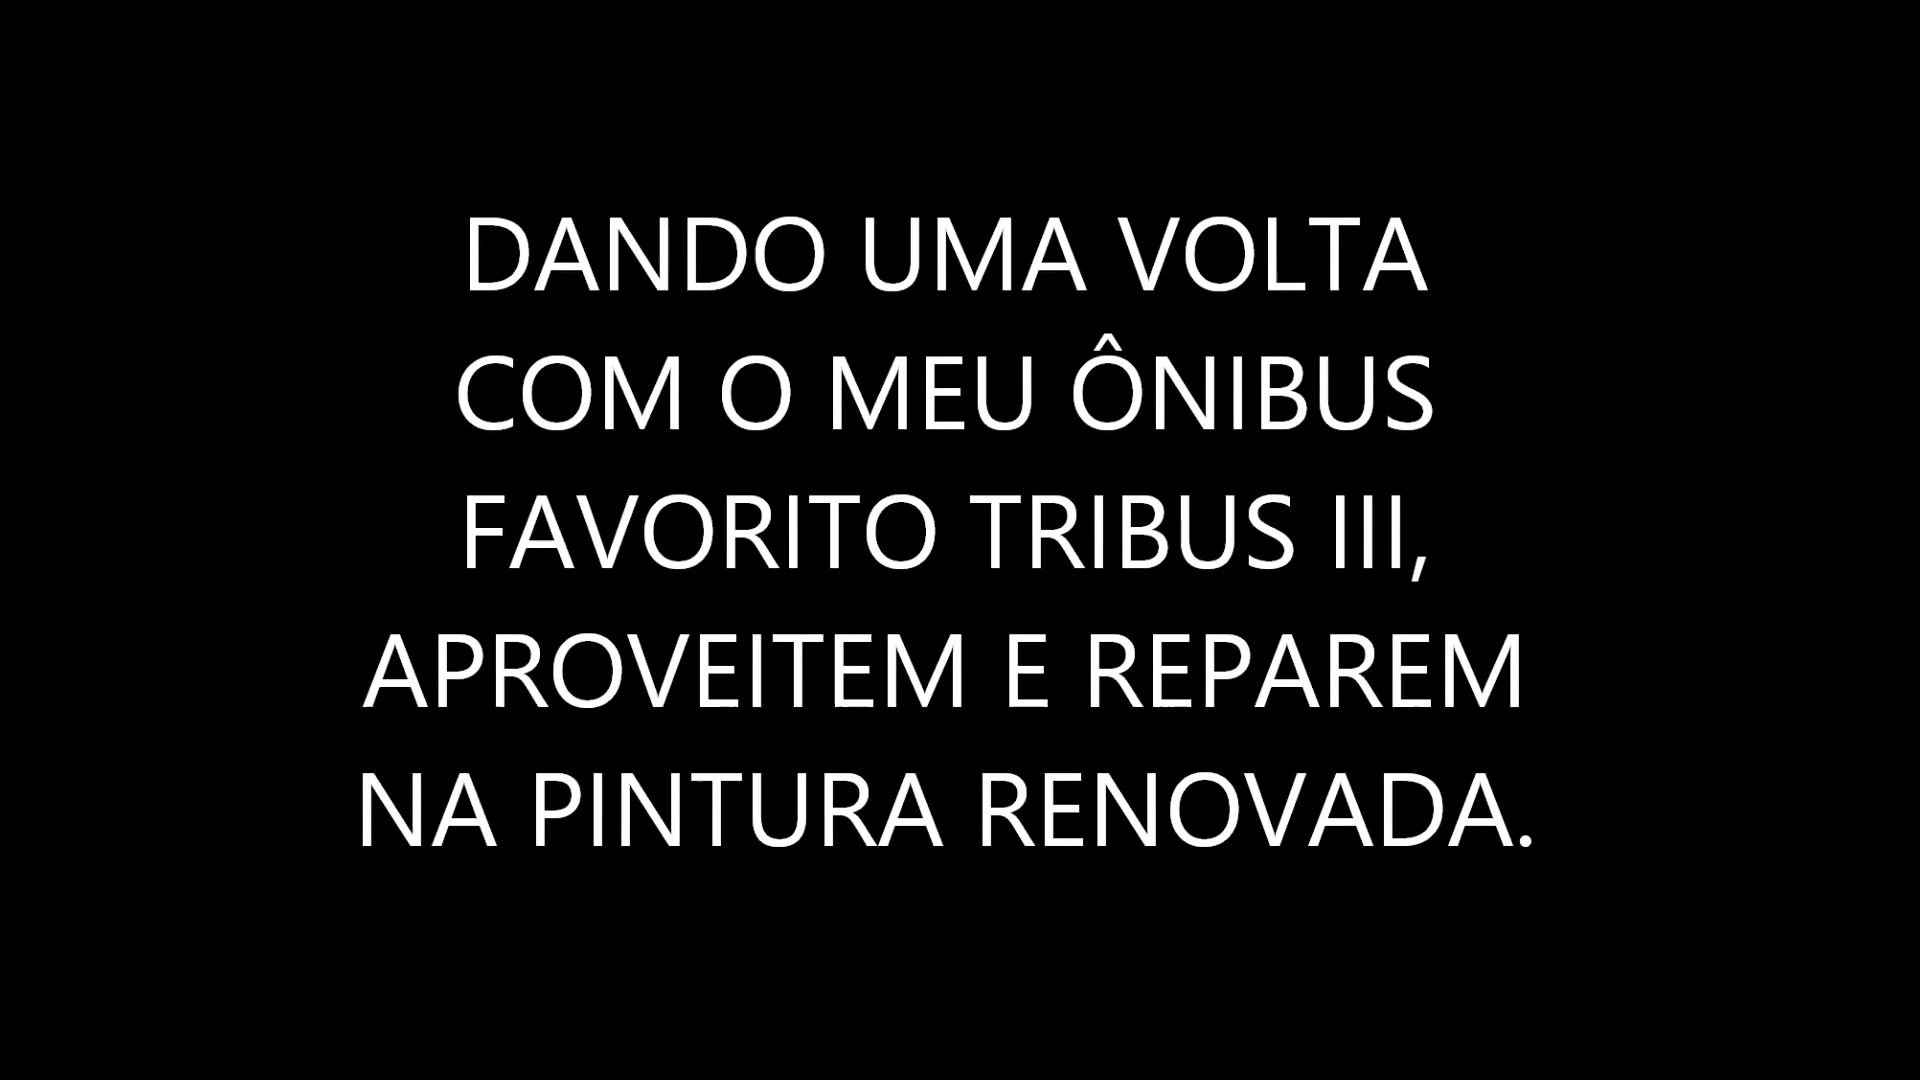 DANDO UMA VOLTA
COM O MEU ÔNIBUS
FAVORITO TRIBUS III,
APROVEITEM E REPAREM
NA PINTURA RENOVADA.